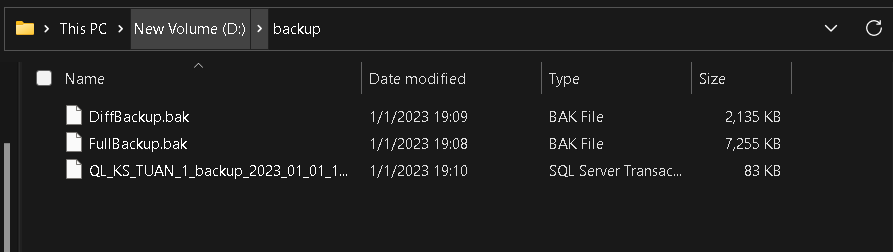 This PC New Volume (D:) backup
Name Date modified Type Size
DiffBackup.bak 1/1/2023 19:09 BAK File 2,135 KB
FullBackup.bak 1/1/2023 19:08 BAK File 7,255 KB
QL_KS_TUAN_1_backup_2023_01_01_1... 1/1/2023 19:10 SQL Server Transac... 83 KB